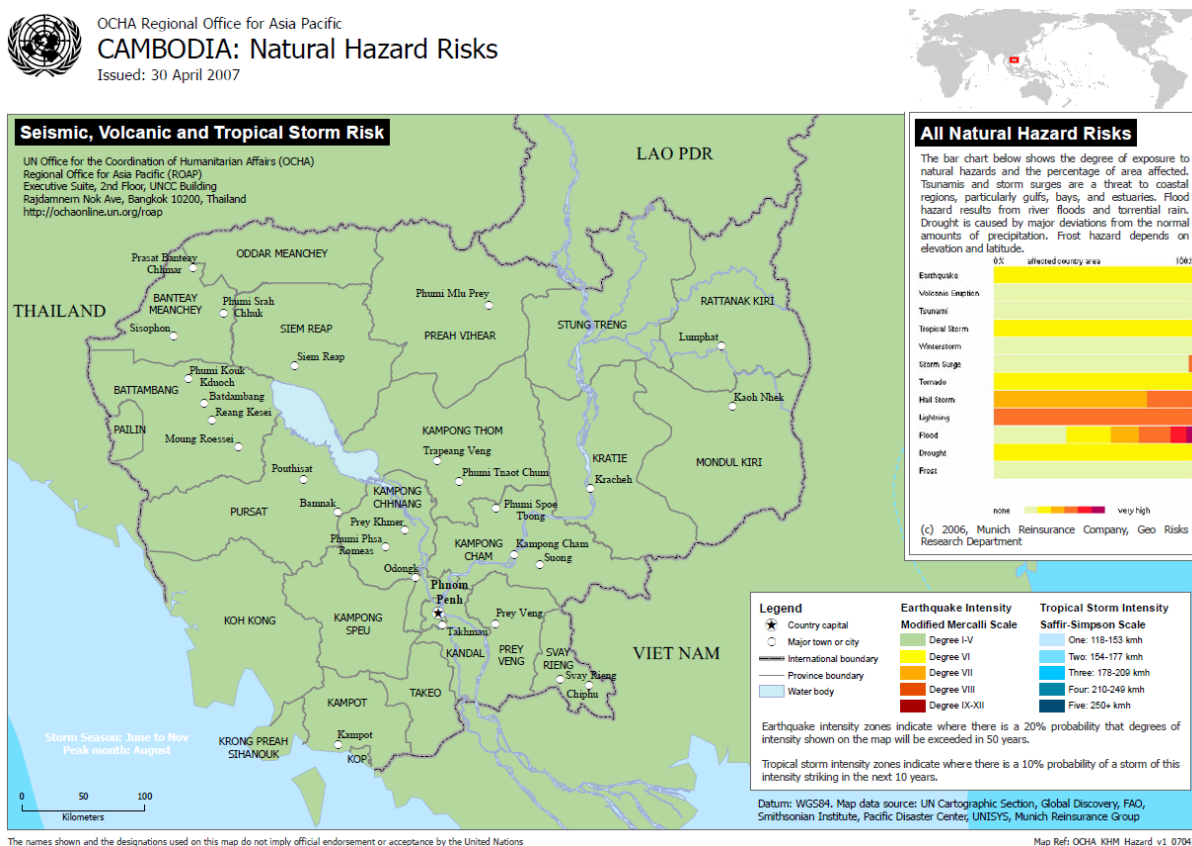 OCHA Regional Office for Asia Pacific
CAMBODIA: Natural Hazard Risks
Issued: 30 April 2007
Seismic, Volcanic and Tropical Storm Risk
UN Office for the Coordination of Humanitarian Affairs (OCHA)
Regional Office for Asia Pacific (ROAP)
Executive Suite, 2nd Floor, UNCC Building
Rajdamnern Nok Ave, Bangkok 10200, Thailand
http://ochaonline.un.org/roap
LAO PDR
ODDAR MEANCHEY
Prasat Banteay
Chhmar
THAILAND
BANTEAY
MEANCHEY
Phumi Srah
Chhuk
Phumi Mlu Prey
RATTANAK KIRI
Sisophon
SIEM REAP
PREAH VIHEAR
STUNG TRENG
Lumphat
Siem Reap
Phumi Kouk
Kduoch
BATTAMBANG
Batdambang
Kaoh Nhek
Reang Kesei
PAILIN
Moung Roessei
KAMPONG THOM
Trapeang Veng
KRATIE
MONDUL KIRI
Pouthisat
Phumi Tnaot Chum
Kracheh
KAMPONG
CHHNANG
PURSAT
Bamnak
Phumi Spoe
Tbong
Prey Khmer
Phumi Phsa
Romeas
KAMPONG
CHAM
Kampong Cham
Suong
Odongk
Phnom
Penh
KOH KONG
KAMPONG
SPEU
Prey Veng
Takhmau
KANDAL
PREY
VENG
SVAY
RIENG
VIET NAM
Svay Rieng
Chiphu
TAKEO
KAMPOT
Kampot
KRONG PREAH
SIHANOUK
KOP
Storm Season: June to Nov
Peak month: August
0 50 100
Kilometers
All Natural Hazard Risks
The bar chart below shows the degree of exposure to
natural hazards and the percentage of area affected.
Tsunamis and storm surges are a threat to coastal
regions, particularly gulfs, bays, and estuaries. Flood
hazard results from river floods and torrential rain.
Drought is caused by major deviations from the normal
amounts of precipitation. Frost hazard depends on
elevation and latitude.
0% affected country area 100%
Earthquake
Volcanic Eruption
Tsunami
Tropical Storm
Winterstorm
Storm Surge
Tornado
Hail Storm
Lightning
Flood
Drought
Frost
none very high
(c) 2006, Munich Reinsurance Company, Geo Risks
Research Department
Legend
Country capital
Major town or city
International boundary
Province boundary
Water body
Earthquake Intensity
Modified Mercalli Scale
Degree I-V
Degree VI
Degree VII
Degree VIII
Degree IX-XII
Tropical Storm Intensity
Saffir-Simpson Scale
One: 118-153 kmh
Two: 154-177 kmh
Three: 178-209 kmh
Four: 210-249 kmh
Five: 250+ kmh
Earthquake intensity zones indicate where there is a 20% probability that degrees of
intensity shown on the map will be exceeded in 50 years.
Tropical storm intensity zones indicate where there is a 10% probability of a storm of this
intensity striking in the next 10 years.
Datum: WGS84. Map data source: UN Cartographic Section, Global Discovery, FAO,
Smithsonian Institute, Pacific Disaster Center, UNISYS, Munich Reinsurance Group
The names shown and the designations used on this map do not imply official endorsement or acceptance by the United Nations
Map Ref: OCHA_KHM_Hazard_v1_0704